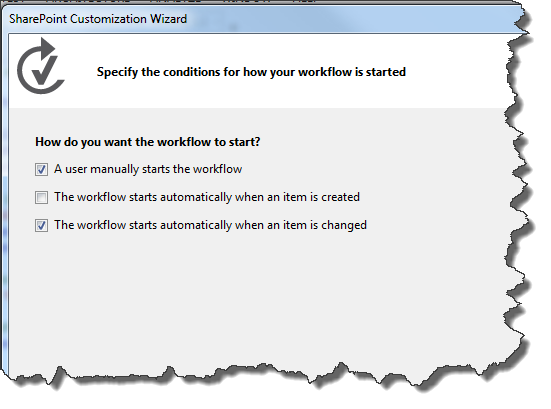 SharePoint Customization Wizard
Specify the conditions for how your workflow is started
How do you want the workflow to start?
A user manually starts the workflow
The workflow starts automatically when an item is created
The workflow starts automatically when an item is changed